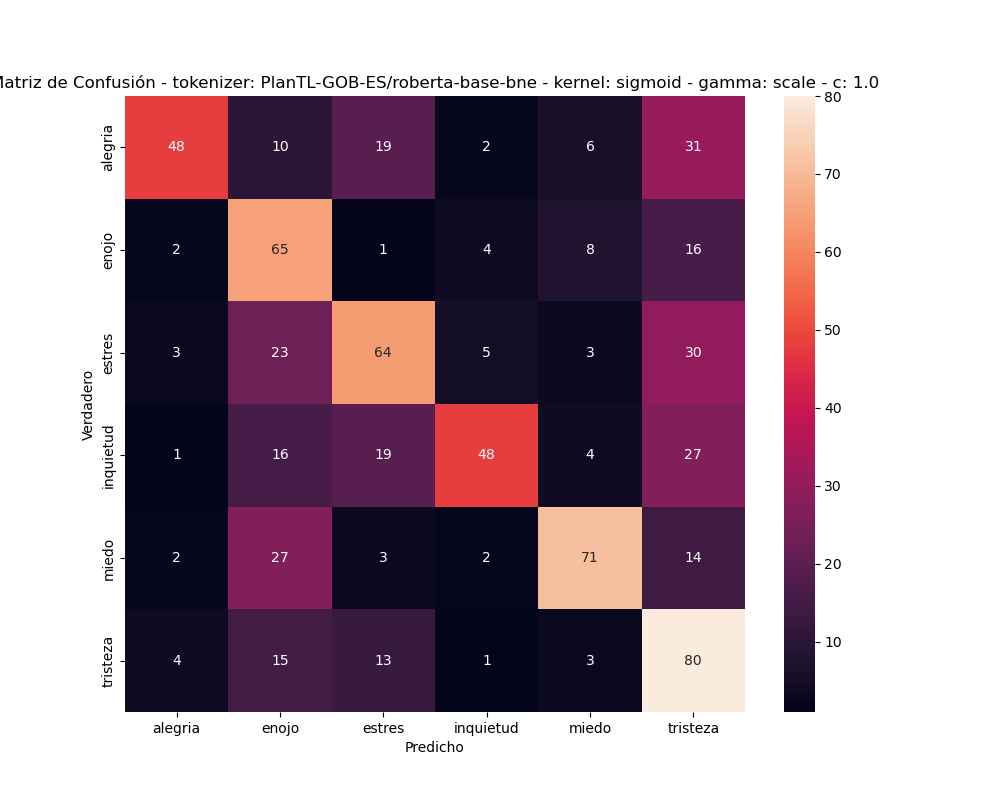 Matriz de Confusión - tokenizer: PlanTL-GOB-ES/roberta-base-bne - kernel: sigmoid - gamma: scale - c: 1.0
alegria 48 10 19 2 6 31
enojo 2 65 1 4 8 16
estres 3 23 64 5 3 30
inquietud 1 16 19 48 4 27
miedo 2 27 3 2 71 14
tristeza 4 15 13 1 3 80
alegria enojo estres inquietud miedo tristeza
Predicho
Verdadero
80
70
60
50
40
30
20
10